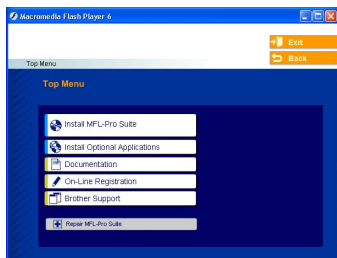 Macromedia Flash Player 6
Exit
Back
Top Menu
Top Menu
Install MFL-Pro Suite
Install Optional Applications
Documentation
On-Line Registration
Brother Support
Repair MFL-Pro Suite